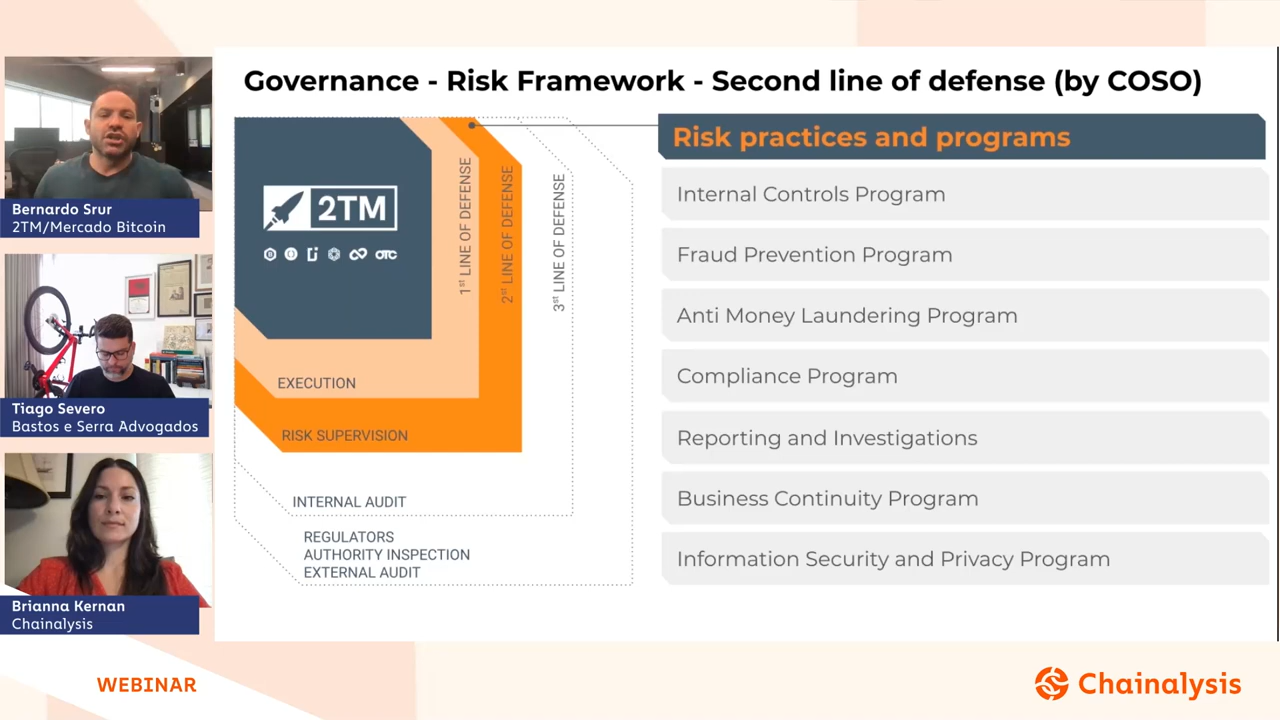 Governance - Risk Framework - Second line of defense (by COSO)
Bernardo Srur
2TM/Mercado Bitcoin
Tiago Severo
Bastos e Serra Advogados
Brianna Kernan
Chainalysis
2TM
OTC
1st LINE OF DEFENSE
2st LINE OF DEFENSE
3st LINE OF DEFENSE
EXECUTION
RISK SUPERVISION
INTERNAL AUDIT
REGULATORS
AUTHORITY INSPECTION
EXTERNAL AUDIT
Risk practices and programs
Internal Controls Program
Fraud Prevention Program
Anti Money Laundering Program
Compliance Program
Reporting and Investigations
Business Continuity Program
Information Security and Privacy Program
WEBINAR
Chainalysis